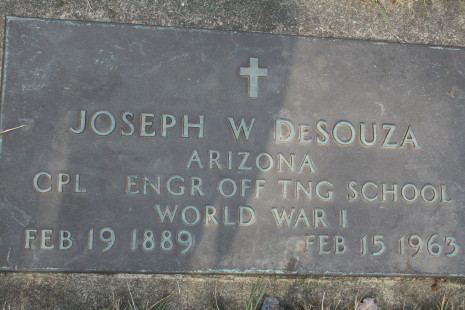 JOSEPH W DeSOUZA
ARIZONA
CPL ENGR OFF TNG SCHOOL
WORLD WAR I
FEB 19 1889 FEB 15 1963